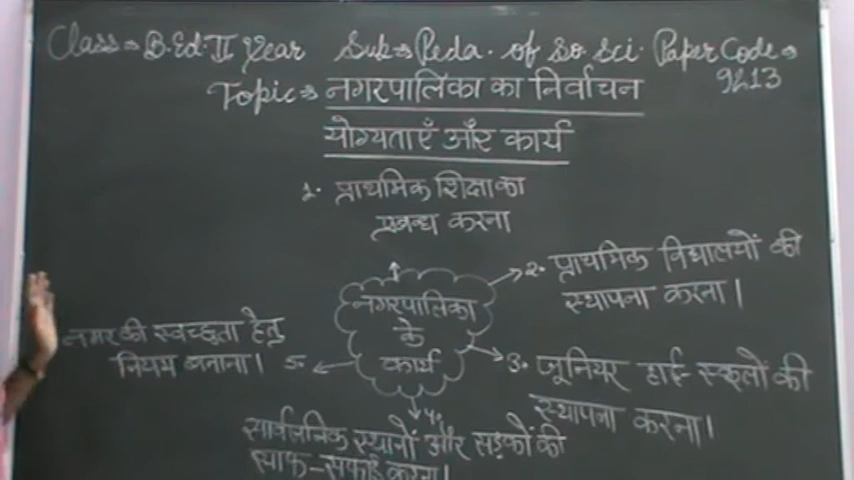 Class⇒ B.Ed. II Year Sub⇒ Peda. of So Sci. Paper Code⇒
9213
Topic⇒ नगरपालिका का निर्वाचन
योग्यताएँ और कार्य
1. प्राथमिक शिक्षा का
प्रबन्ध करना
2. प्राथमिक विद्यालयों की
स्थापना करना।
नगरपालिका
के
कार्य
3. जूनियर हाई स्कूलों की
स्थापना करना।
4.
सार्वजनिक स्थानों और सड़कों की
साफ-सफाई करना।
नगर की स्वच्छता हेतु
नियम बनाना। 5.